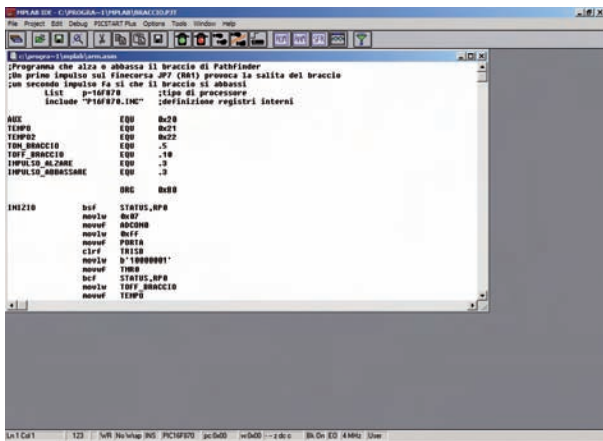 MPLAB IDE - C:\PROGRA~1\MPLAB\BRACCIO.PJT
File Project Edit Debug PICSTART Plus Options Tools Window Help
c:\progra~1\mplab\arm.asm
;Programma che alza o abbassa il braccio di Pathfinder
;Un primo impulso sul finecorsa JP7 (RA1) provoca la salita del braccio
;un secondo impulso fa si che il braccio si abbassi
List p=16F870 ;tipo di processore
include "P16F870.INC" ;definizione registri interni
AUX EQU 0x20
TEMPO EQU 0x21
TEMPO2 EQU 0x22
TON_BRACCIO EQU .5
TOFF_BRACCIO EQU .10
IMPULSO_ALZARE EQU .3
IMPULSO_ABBASSARE EQU .3
ORG 0x00
INIZIO bsf STATUS,RP0
movlw 0x07
movwf ADCON0
movlw 0xFF
movwf PORTA
clrf TRISB
movlw b'10000001'
movwf TMR0
bcf STATUS,RP0
movlw TOFF_BRACCIO
movwf TEMPO
Ln 1 Col 1 123 WR No Wrap INS PIC16F870 pc:0x00 w:0x00 -- z dc c Bk On EO 4 MHz User